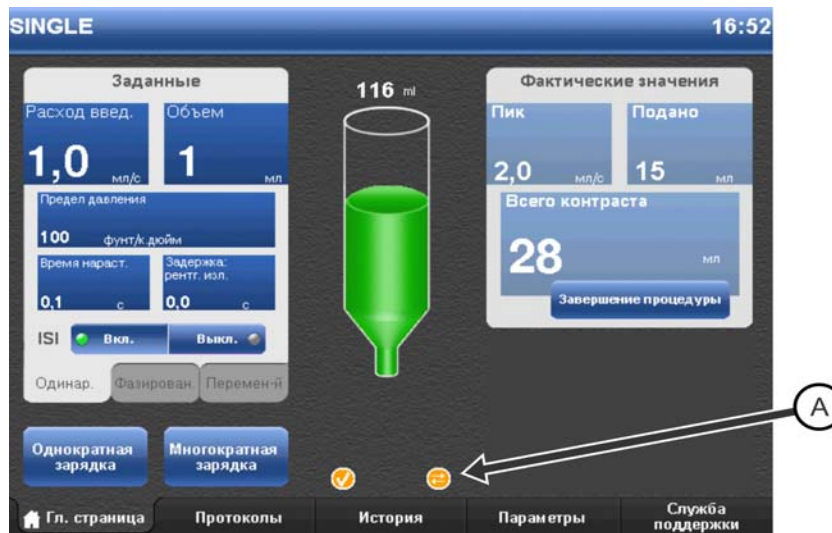 SINGLE 16:52
Заданные
Расход введ. Объем
1,0 мл/с 1 мл
Предел давления
100 фунт/к.дюйм
Время нараст. Задержка:
рентг. изл.
0,1 с 0,0 с
ISI Вкл. Выкл.
Одинар. Фазирован. Перемен-й
Однократная
зарядка
Многократная
зарядка
116 ml
Фактические значения
Пик Подано
2,0 мл/с 15 мл
Всего контраста
28 мл
Завершение процедуры
A
Гл. страница Протоколы История Параметры Служба
поддержки